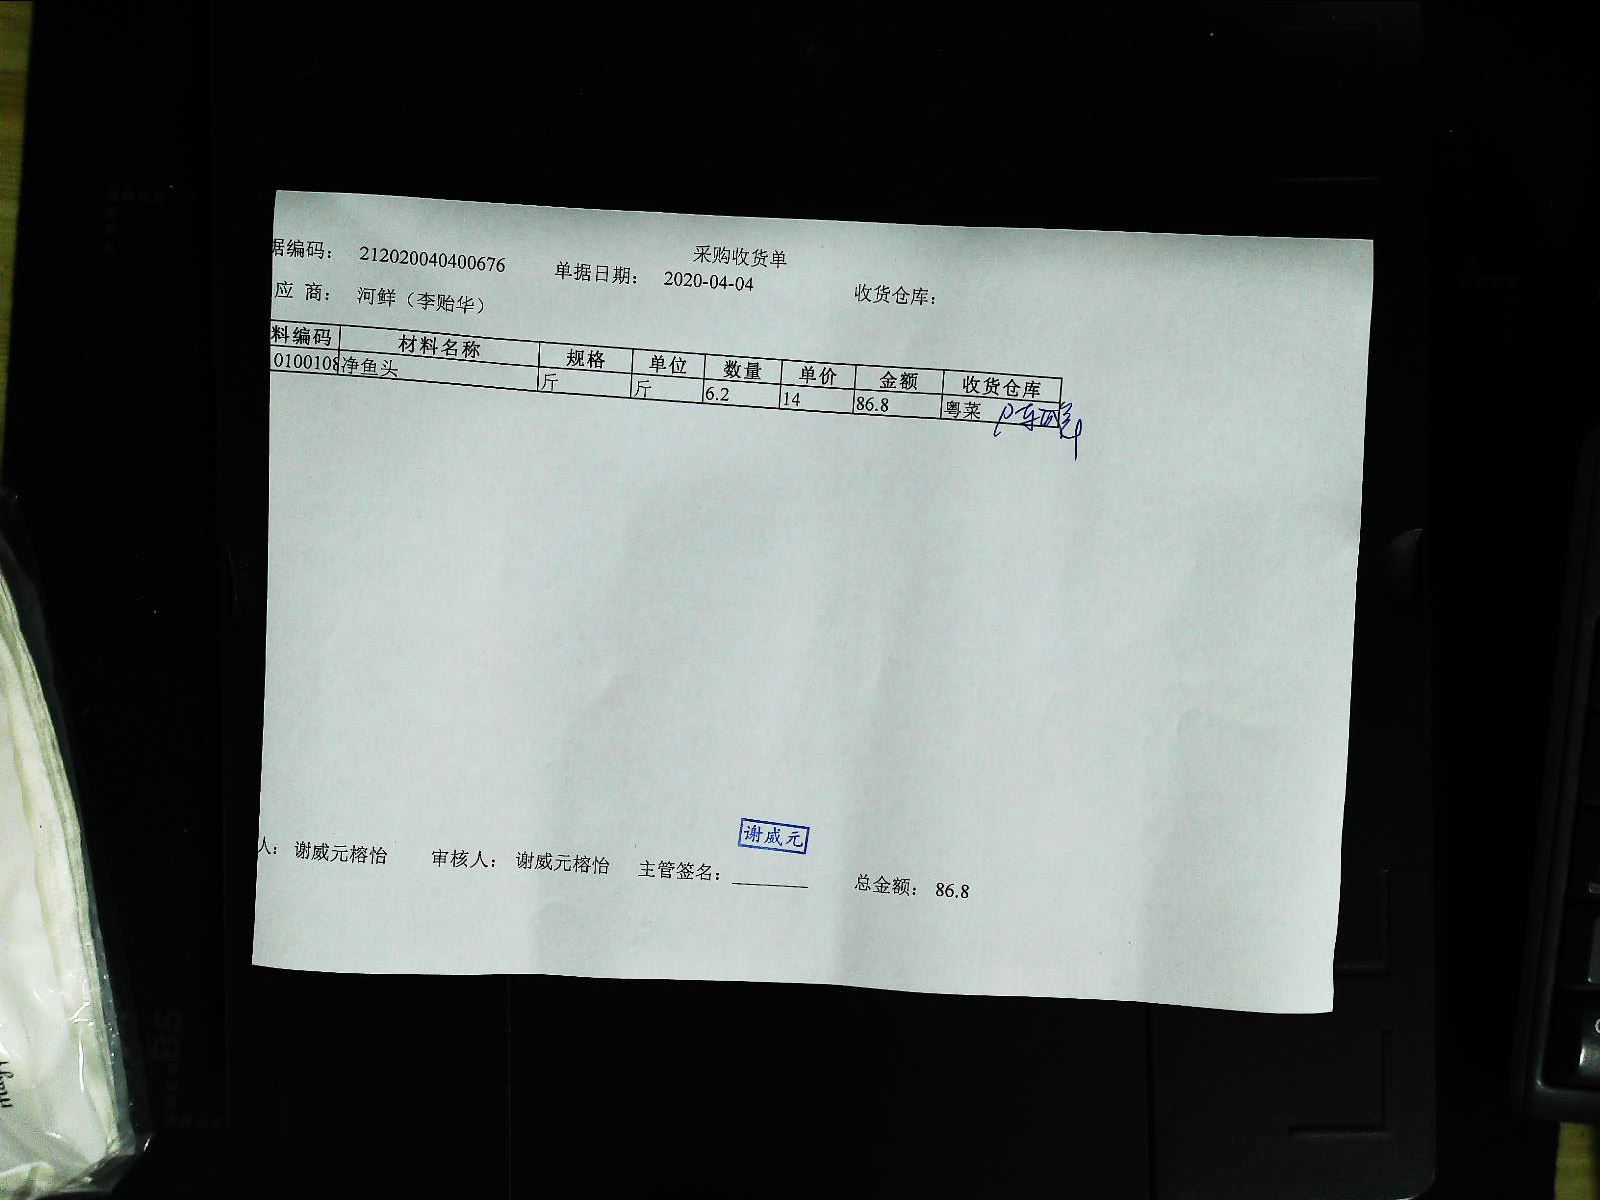 采购收货单
据编码： 212020040400676 单据日期： 2020-04-04 收货仓库：
应 商： 河鲜（李贻华）
料编码 材料名称 规格 单位 数量 单价 金额 收货仓库
0100108 净鱼头 斤 斤 6.2 14 86.8 粤菜
谢威元
人： 谢威元榕怡 审核人： 谢威元榕怡 主管签名： 总金额： 86.8